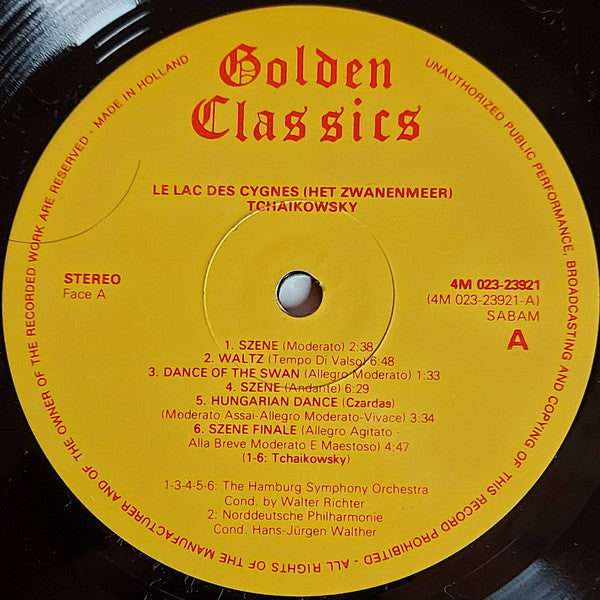 Golden
Classics
LE LAC DES CYGNES (HET ZWANENMEER)
TCHAIKOWSKY
STEREO
Face A
4M 023-23921
(4M 023-23921-A)
SABAM
A
1. SZENE (Moderato) 2:38
2. WALTZ (Tempo Di Valso) 6:48
3. DANCE OF THE SWAN (Allegro Moderato) 1:33
4. SZENE (Andante) 6:29
5. HUNGARIAN DANCE (Czardas)
(Moderato Assai-Allegro Moderato-Vivace) 3:34
6. SZENE FINALE (Allegro Agitato -
Alla Breve Moderato E Maestoso) 4:47
(1-6: Tchaikowsky)
1-3-4-5-6: The Hamburg Symphony Orchestra
Cond. by Walter Richter
2: Norddeutsche Philharmonie
Cond. Hans-Jürgen Walther
UNAUTHORIZED PUBLIC PERFORMANCE, BROADCASTING AND COPYING OF THIS RECORD PROHIBITED - ALL RIGHTS OF THE MANUFACTURER AND OF THE OWNER OF THE RECORDED WORK ARE RESERVED - MADE IN HOLLAND